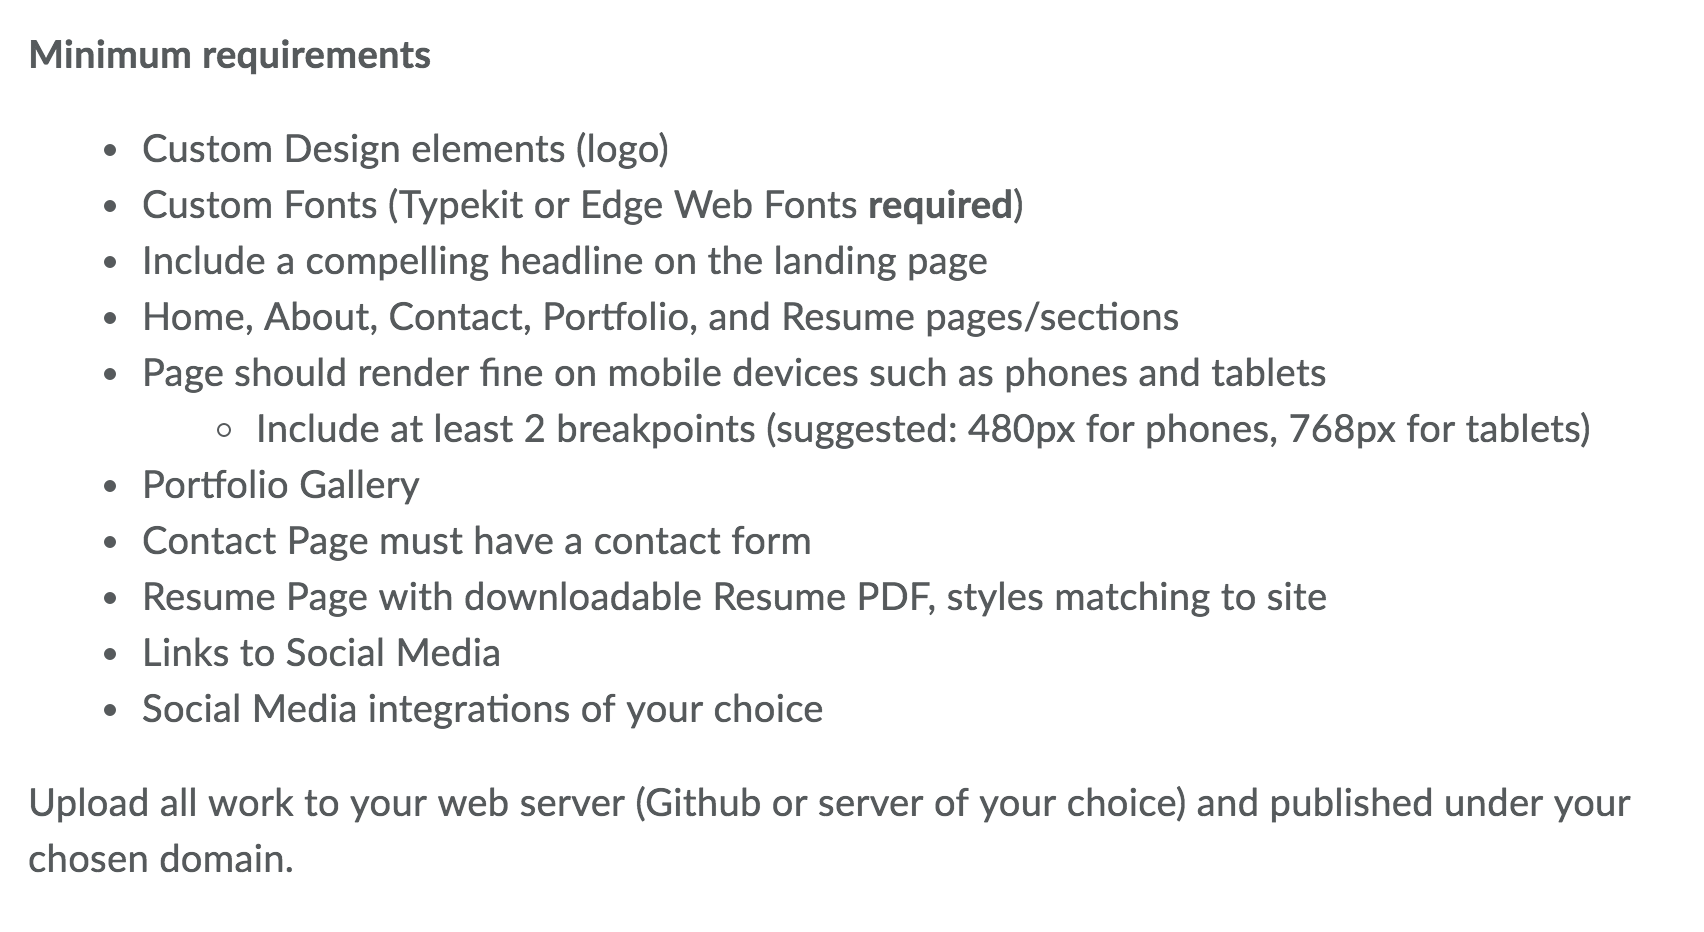 Minimum requirements
• Custom Design elements (logo)
• Custom Fonts (Typekit or Edge Web Fonts required)
• Include a compelling headline on the landing page
• Home, About, Contact, Portfolio, and Resume pages/sections
• Page should render fine on mobile devices such as phones and tablets
◦ Include at least 2 breakpoints (suggested: 480px for phones, 768px for tablets)
• Portfolio Gallery
• Contact Page must have a contact form
• Resume Page with downloadable Resume PDF, styles matching to site
• Links to Social Media
• Social Media integrations of your choice
Upload all work to your web server (Github or server of your choice) and published under your
chosen domain.